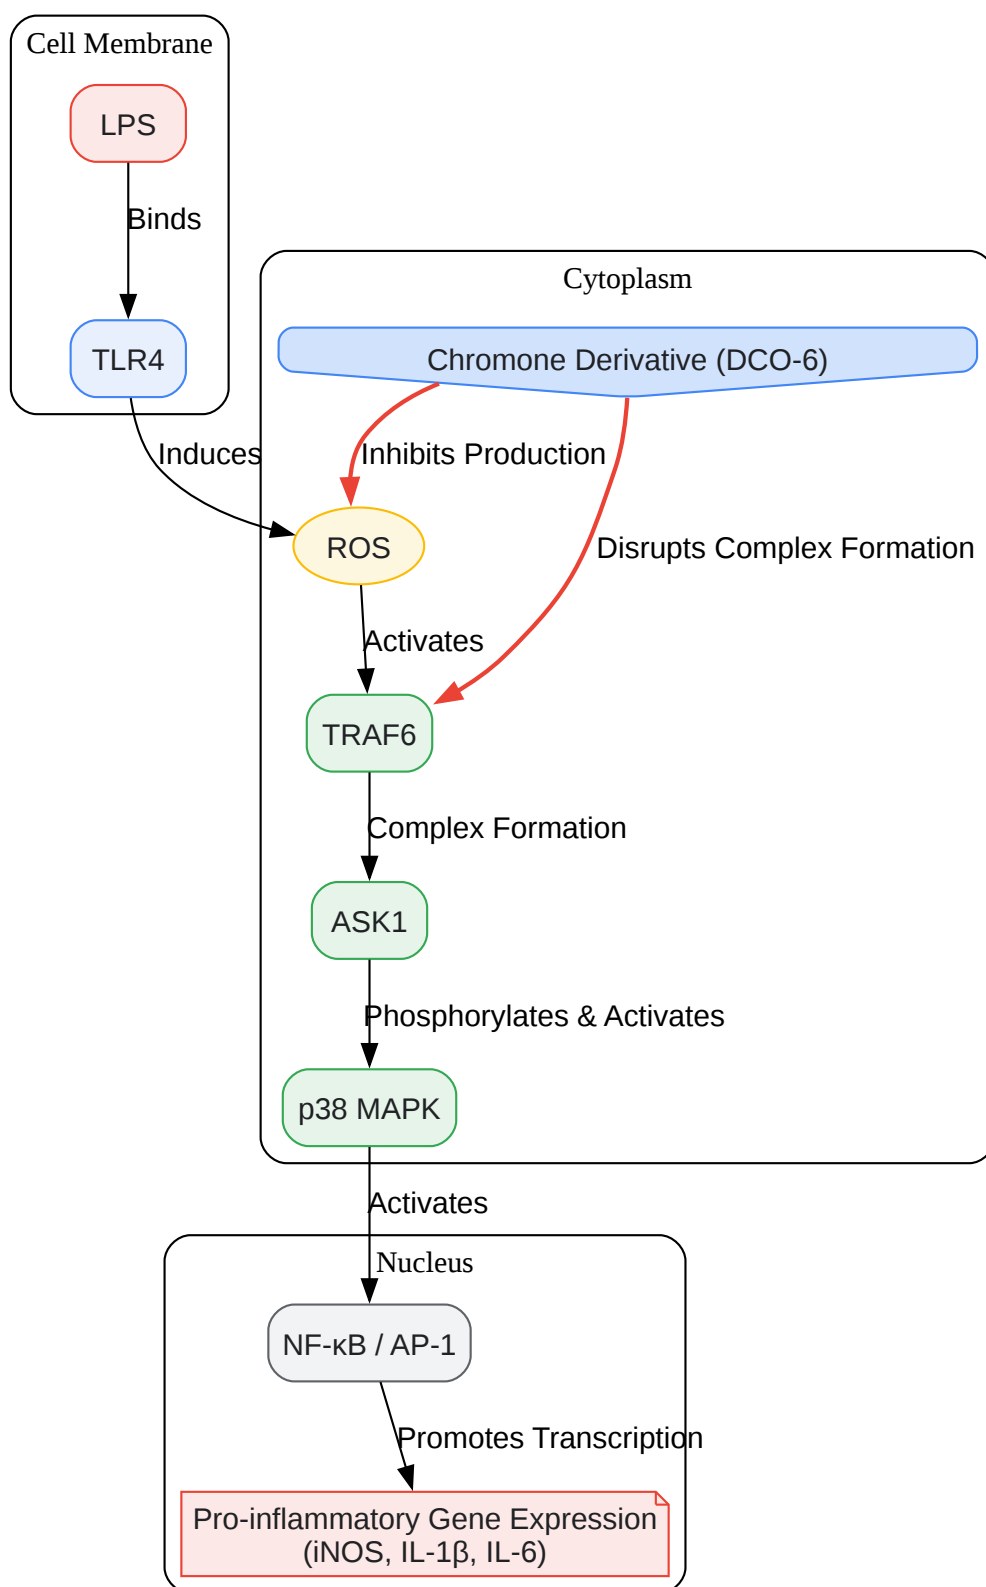 Cell Membrane
LPS
Binds
TLR4
Induces
Cytoplasm
Chromone Derivative (DCO-6)
Inhibits Production
Disrupts Complex Formation
ROS
Activates
TRAF6
Complex Formation
ASK1
Phosphorylates & Activates
p38 MAPK
Activates
Nucleus
NF-κB / AP-1
Promotes Transcription
Pro-inflammatory Gene Expression
(iNOS, IL-1β, IL-6)